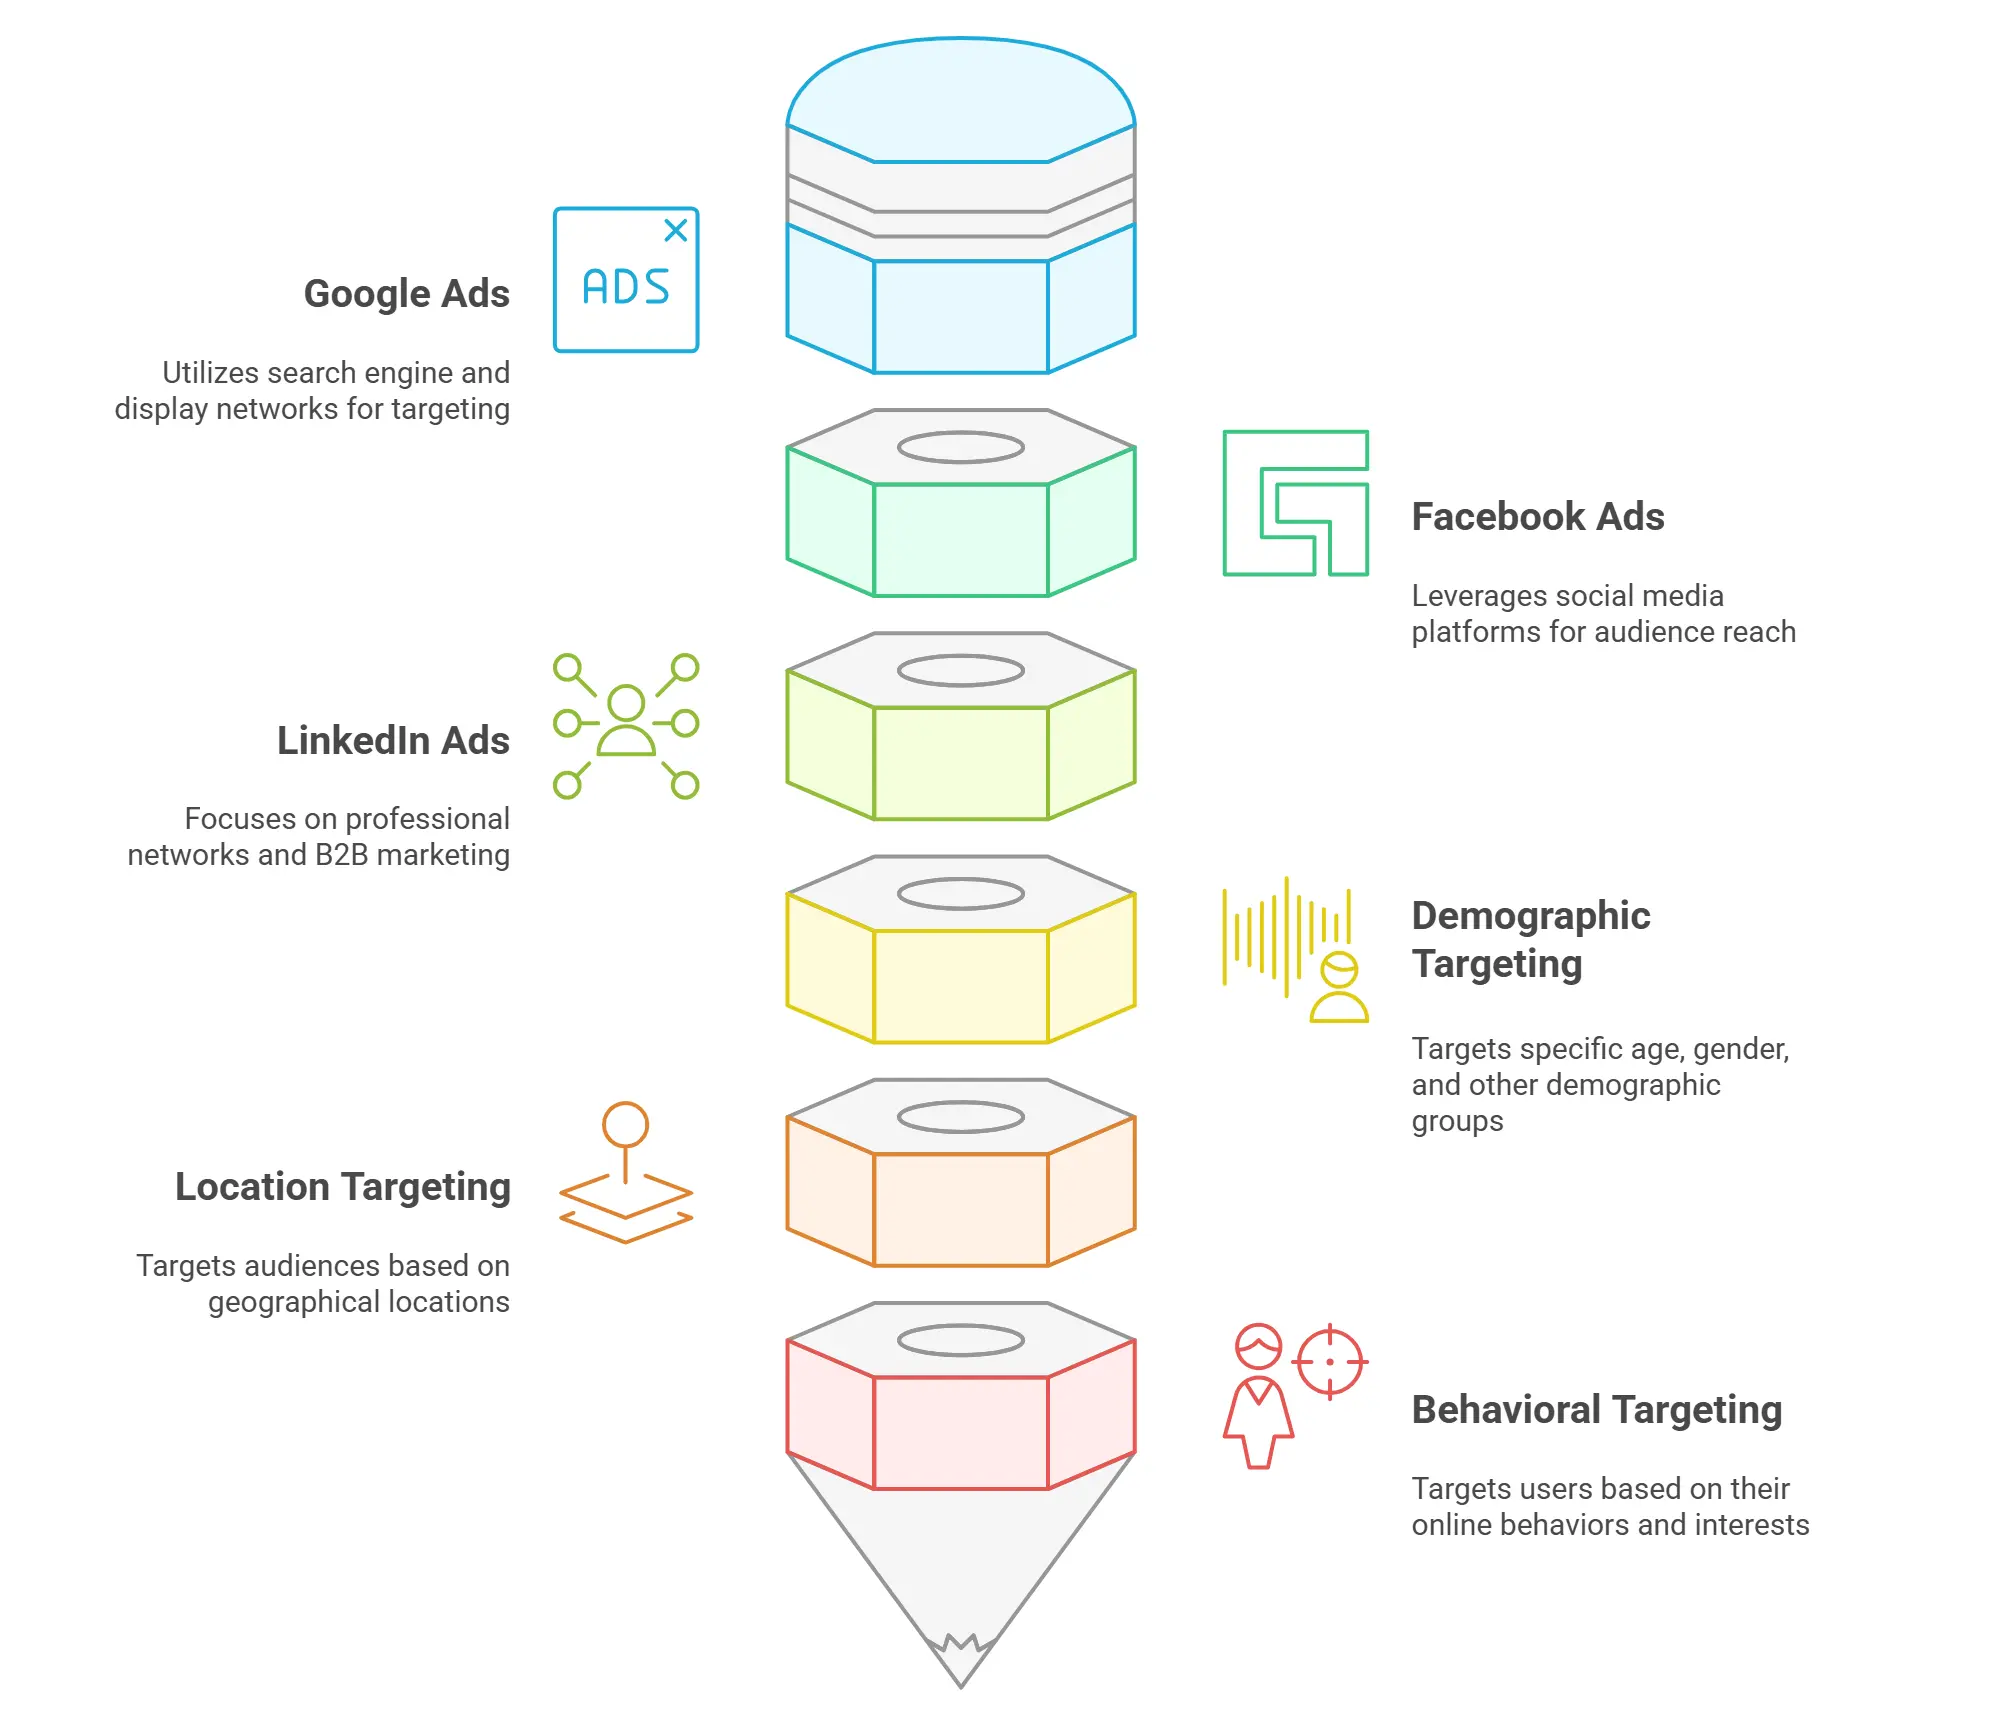 ADS
Google Ads
Utilizes search engine and
display networks for targeting
Facebook Ads
Leverages social media
platforms for audience reach
LinkedIn Ads
Focuses on professional
networks and B2B marketing
Demographic
Targeting
Targets specific age, gender,
and other demographic
groups
Location Targeting
Targets audiences based on
geographical locations
Behavioral Targeting
Targets users based on their
online behaviors and interests